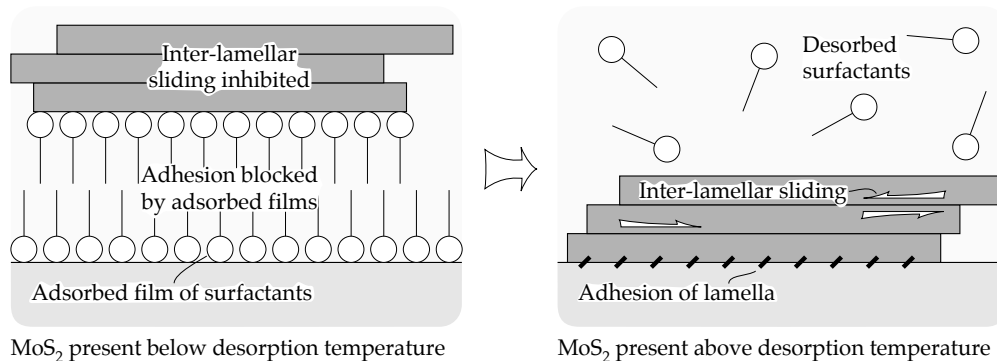 Inter-lamellar
sliding inhibited
Adhesion blocked
by adsorbed films
Adsorbed film of surfactants
MoS₂ present below desorption temperature
Desorbed
surfactants
Inter-lamellar sliding
Adhesion of lamella
MoS₂ present above desorption temperature